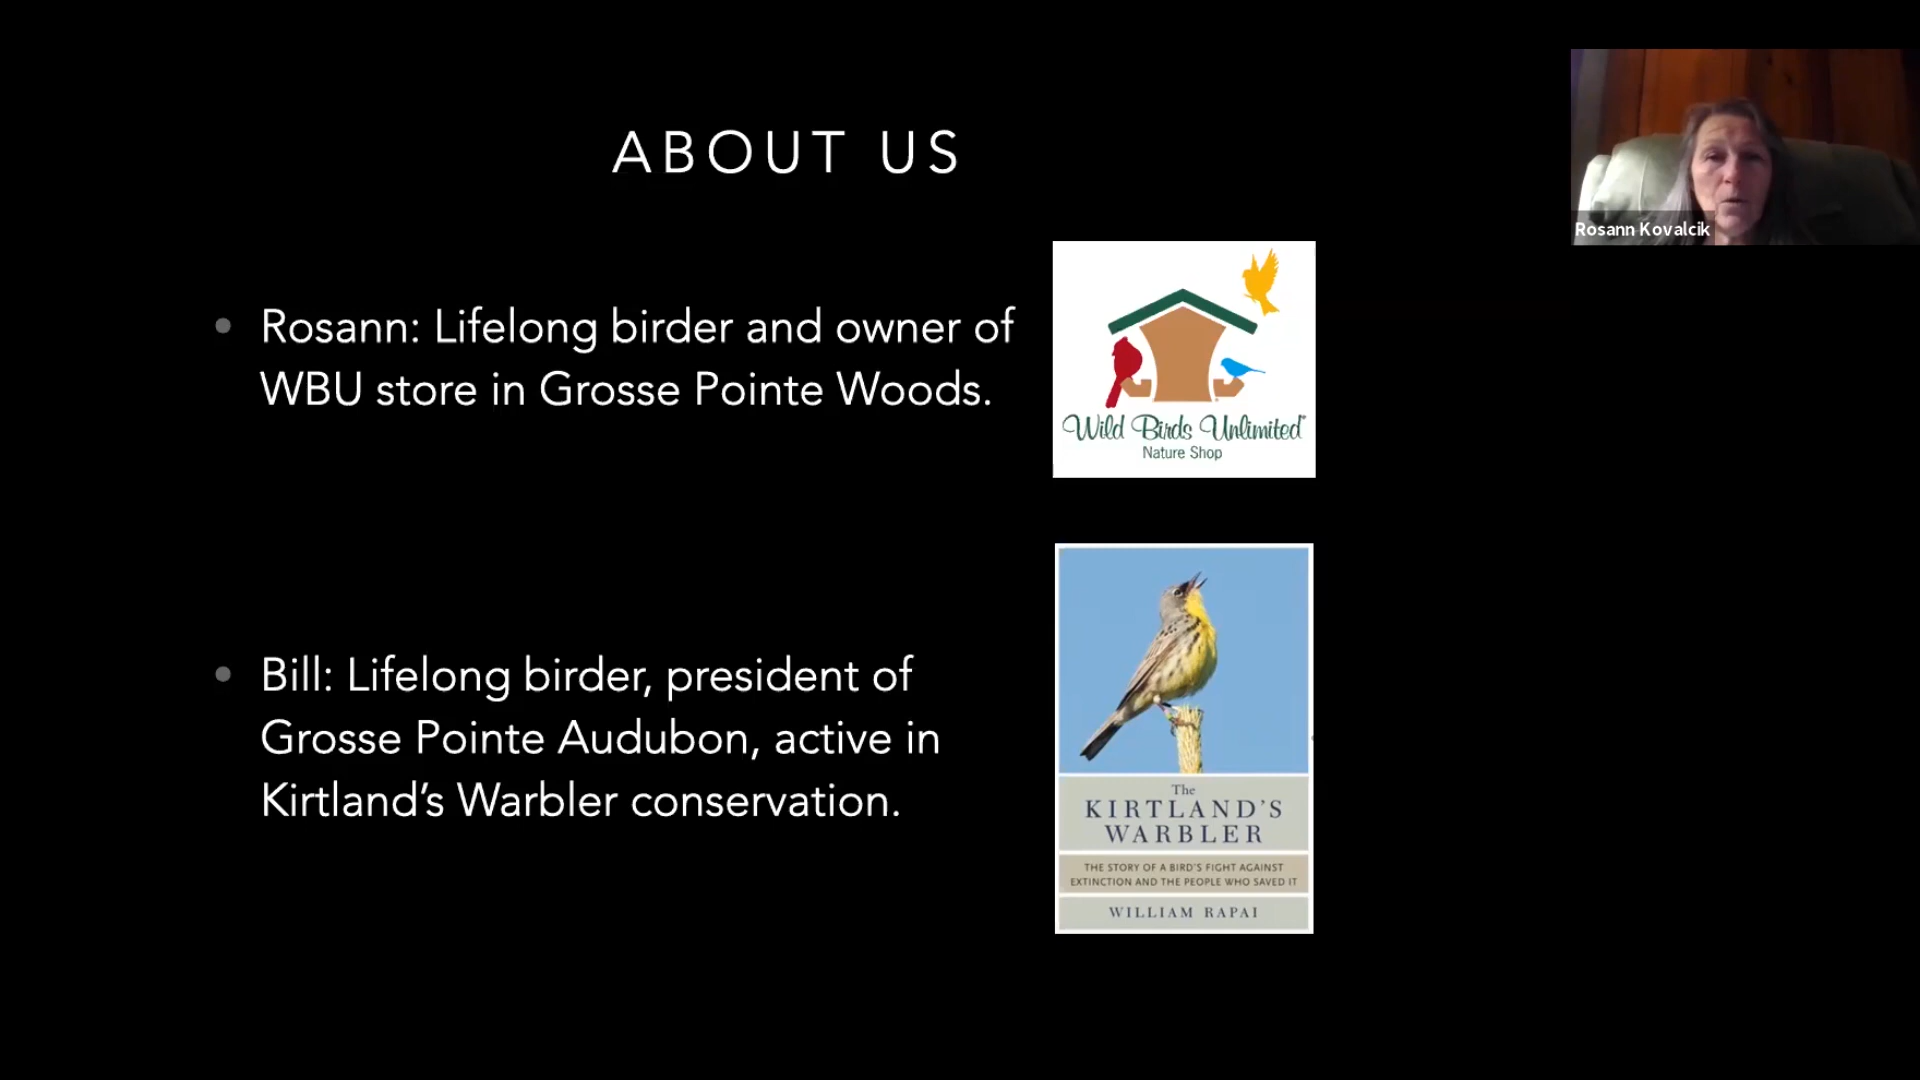 ABOUT US
Rosann Kovalcik
• Rosann: Lifelong birder and owner of
WBU store in Grosse Pointe Woods.
Wild Birds Unlimited®
Nature Shop
• Bill: Lifelong birder, president of
Grosse Pointe Audubon, active in
Kirtland’s Warbler conservation.
The
KIRTLAND’S
WARBLER
THE STORY OF A BIRD’S FIGHT AGAINST
EXTINCTION AND THE PEOPLE WHO SAVED IT
WILLIAM RAPAI